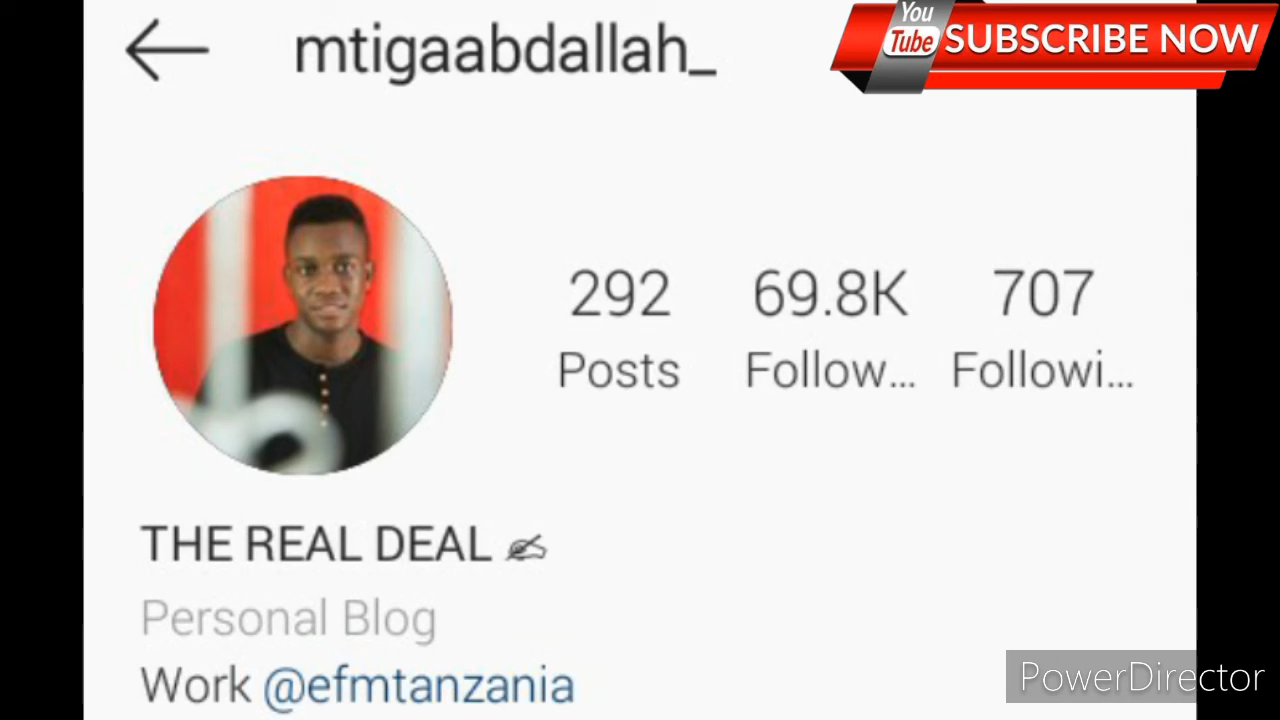 mtigaabdallah_
You
Tube SUBSCRIBE NOW
292 69.8K 707
Posts Follow... Followi...
THE REAL DEAL ✍
Personal Blog
Work @efmtanzania
PowerDirector